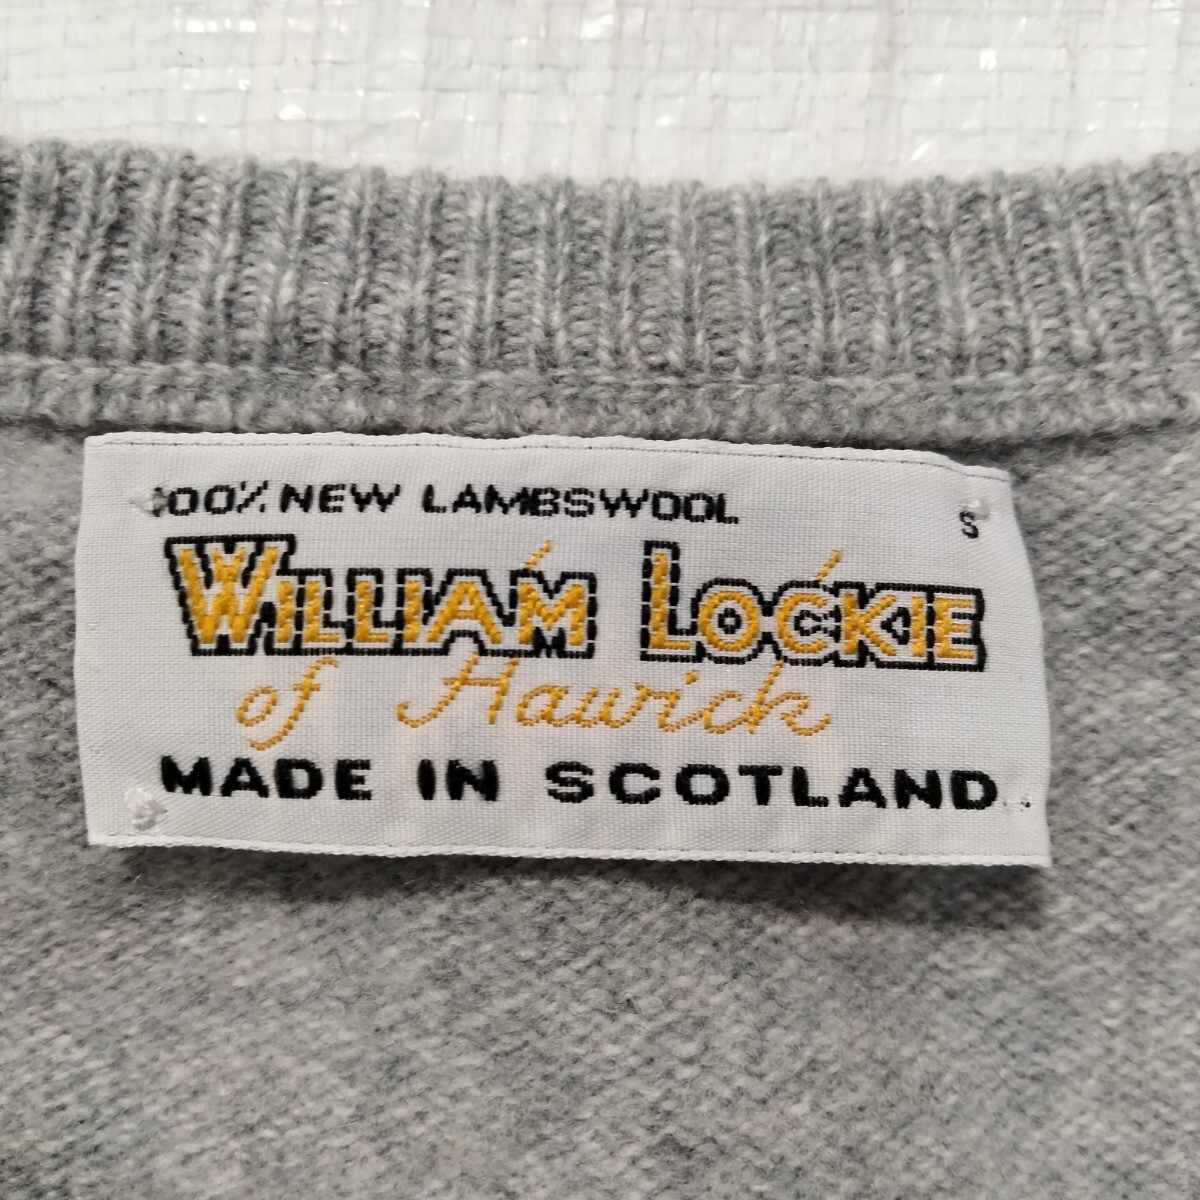 100% NEW LAMBSWOOL
S
WILLIAM LOCKIE
of Hawick
MADE IN SCOTLAND